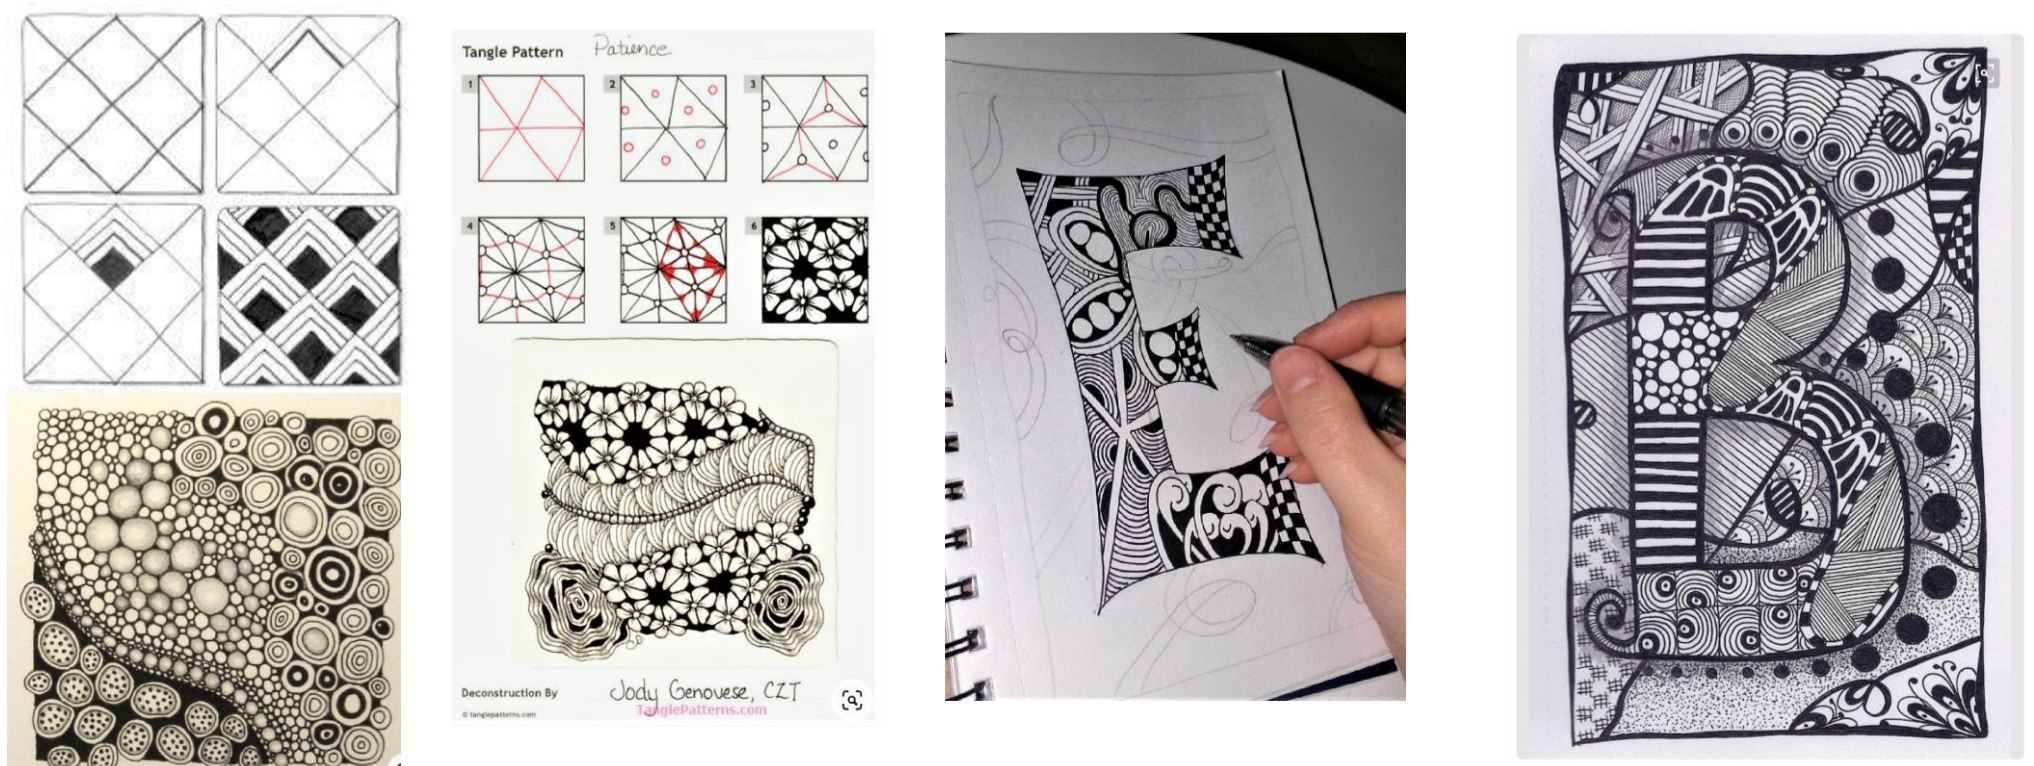 Tangle Pattern Patience
1 2 3
4 5 6
Deconstruction By Jody Genovese, CZT
© tanglepatterns.com TanglePatterns.com
E
B